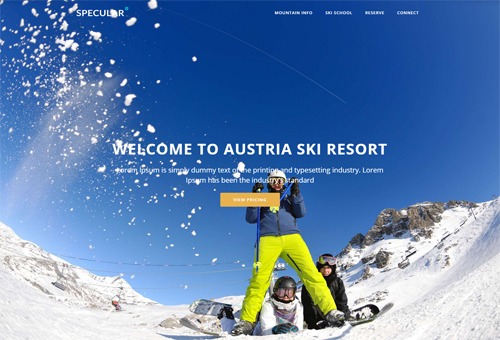 SPECULAR
MOUNTAIN INFO SKI SCHOOL RESERVE CONNECT
WELCOME TO AUSTRIA SKI RESORT
Lorem Ipsum is simply dummy text of the printing and typesetting industry. Lorem
Ipsum has been the industry's standard
VIEW PRICING